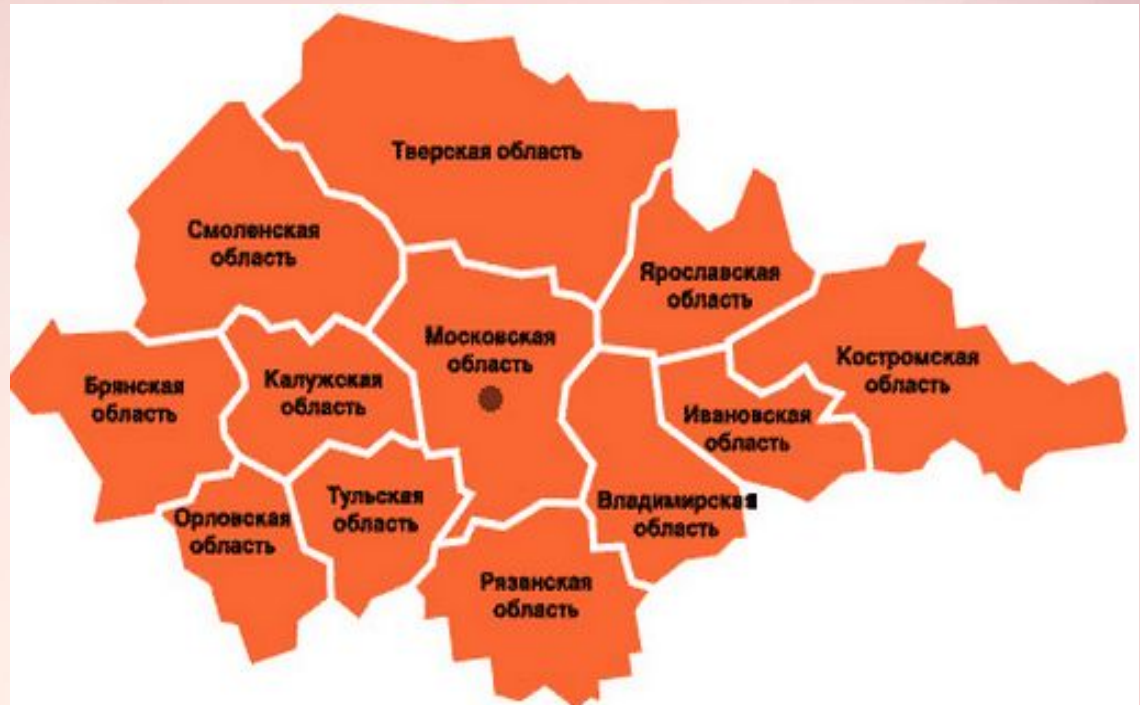 Тверская область
Смоленская
область
Ярославская
область
Московская
область
Костромская
область
Брянская
область
Калужская
область
Ивановская
область
Тульская
область
Владимирская
область
Орловская
область
Рязанская
область